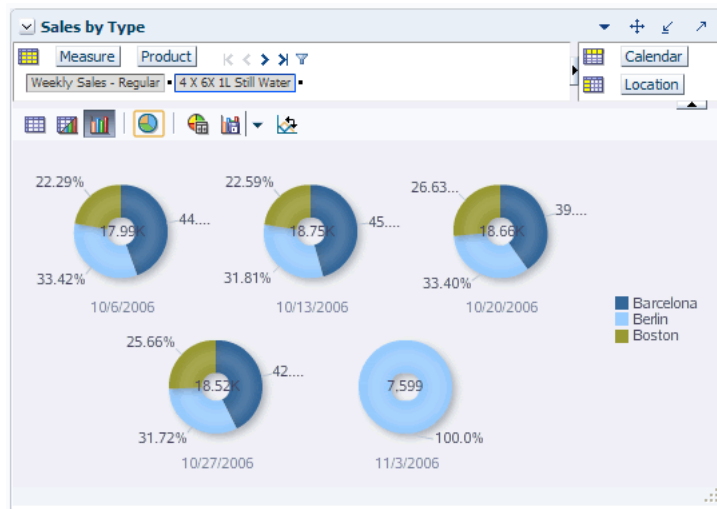 Sales by Type
Measure Product Calendar
Weekly Sales - Regular 4 X 6X 1L Still Water Location
22.29% 22.59% 26.63...
44.... 45.... 39....
17.99K 18.75K 18.66K
33.42% 31.81% 33.40%
10/6/2006 10/13/2006 10/20/2006
Barcelona
Berlin
Boston
25.66%
42....
18.52K 7,599
31.72% 100.0%
10/27/2006 11/3/2006